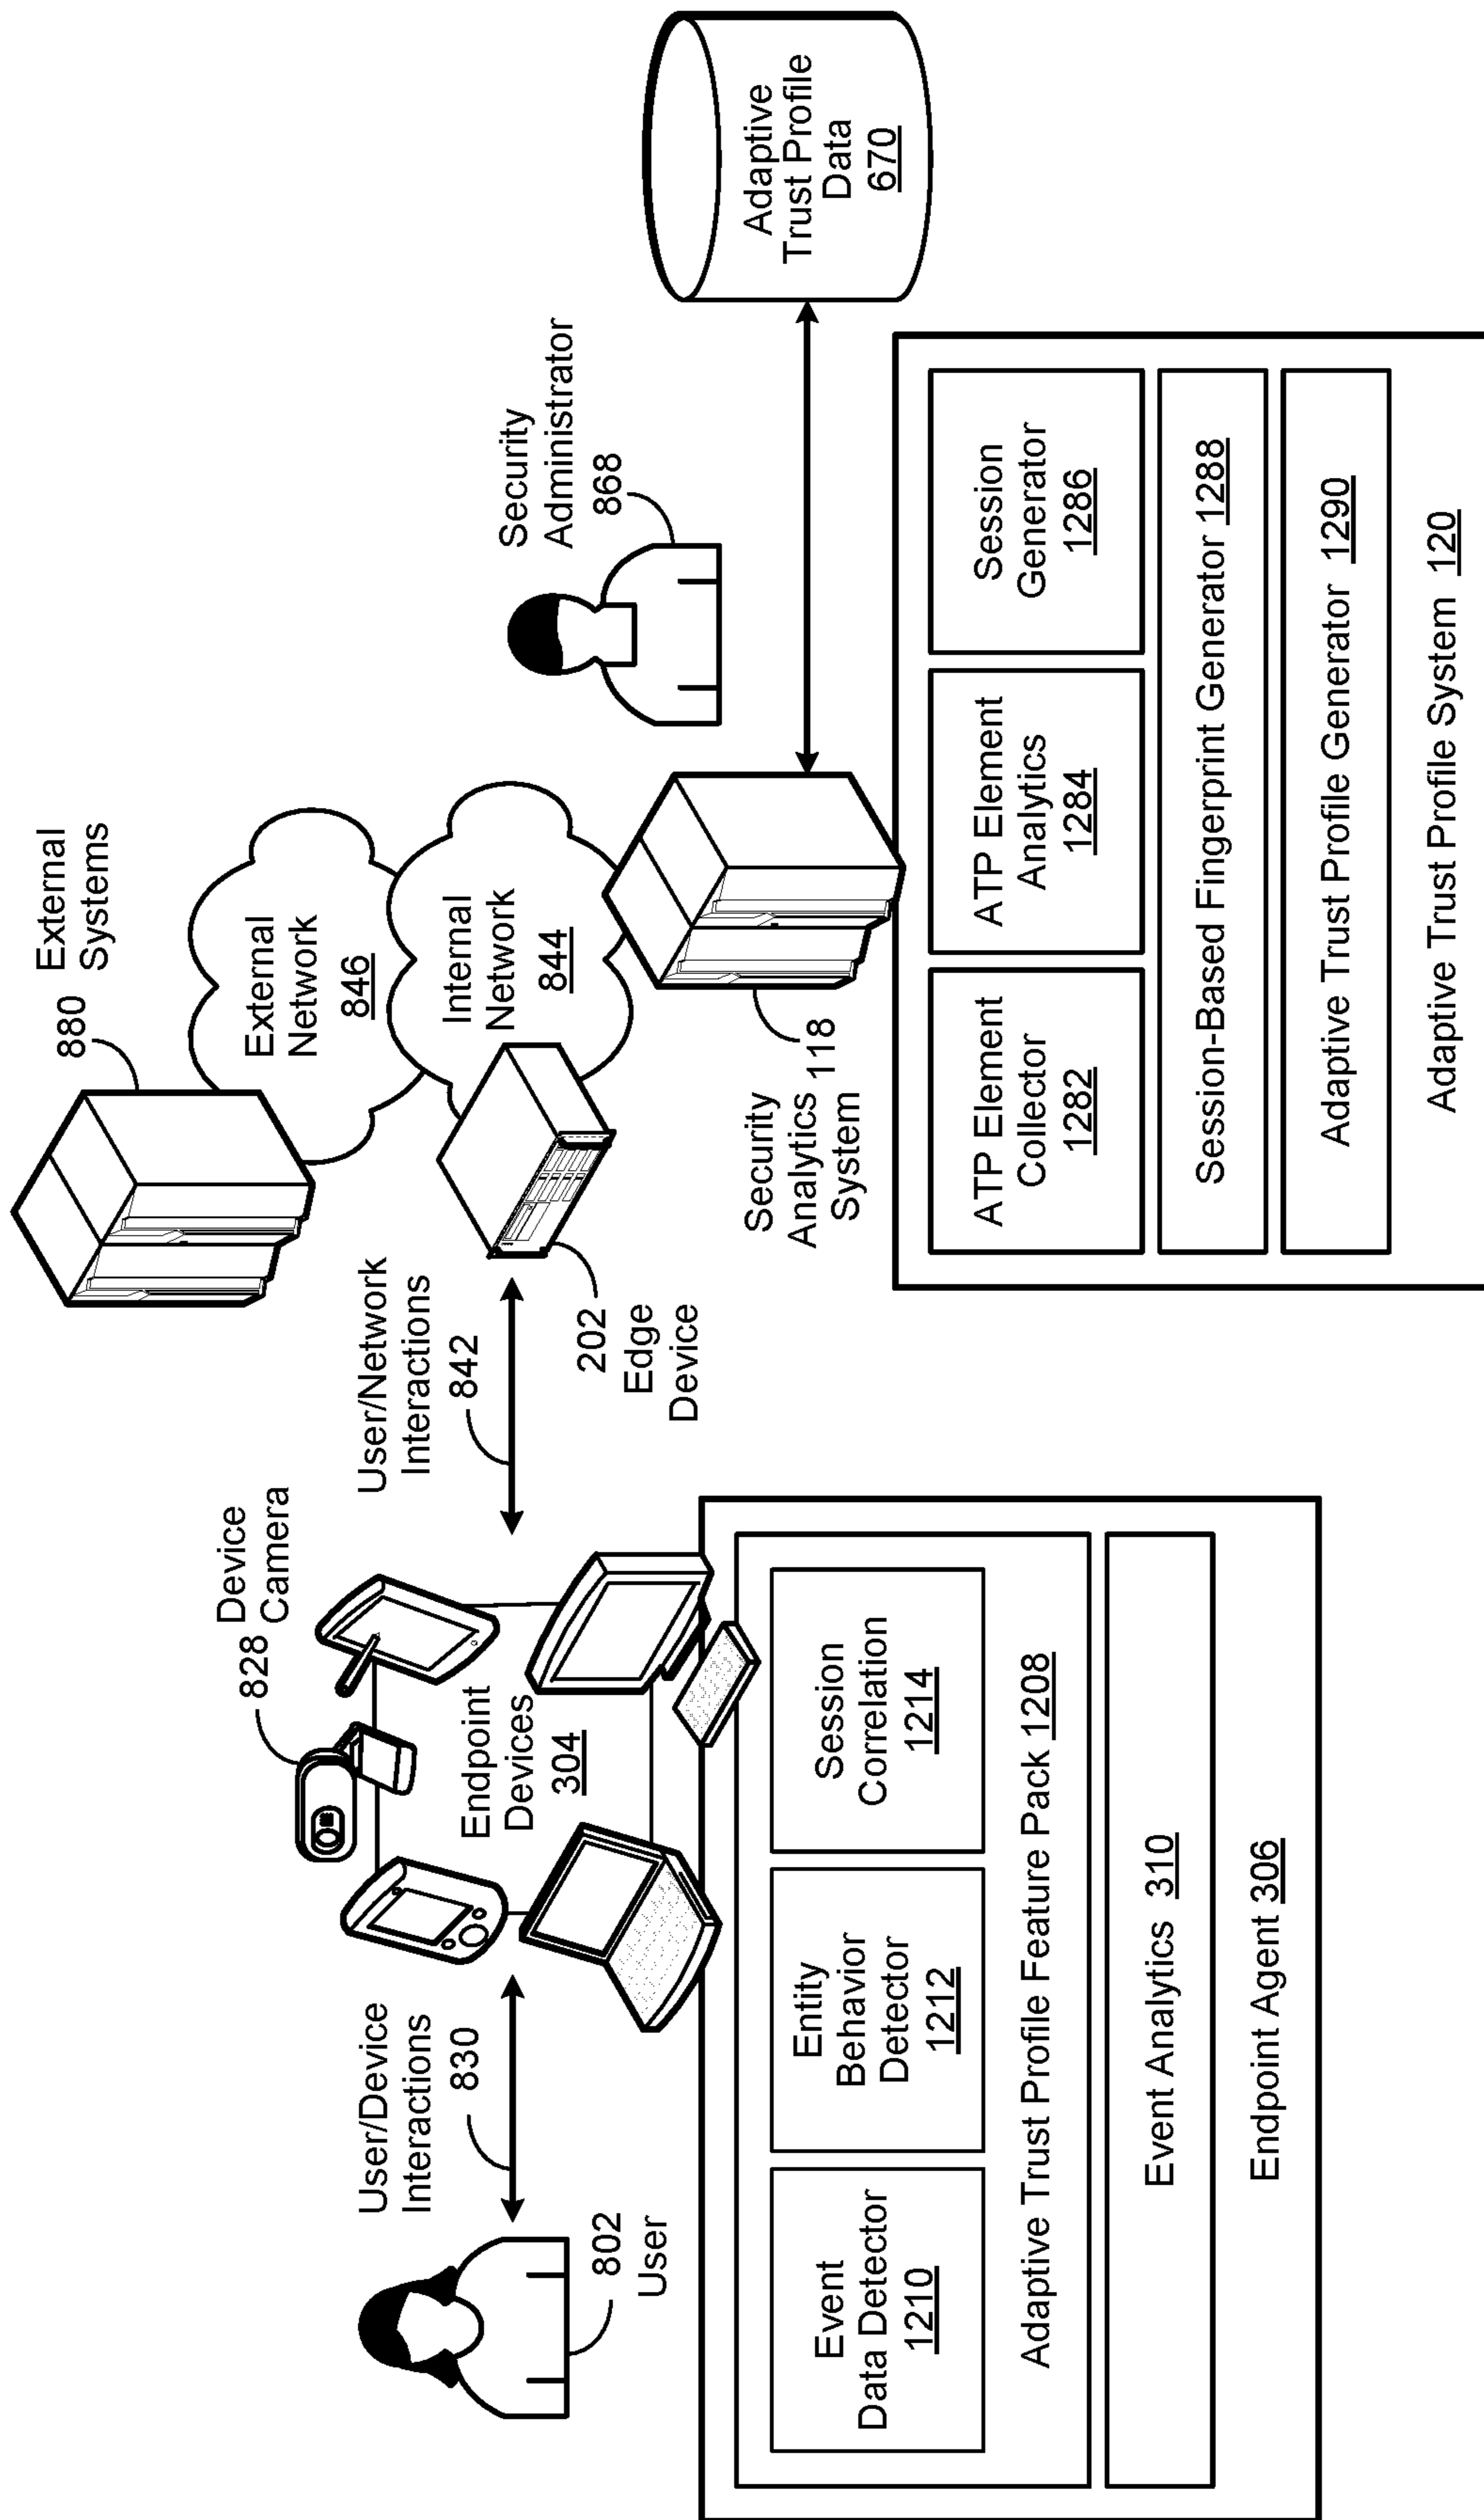 880 External
Systems
External
Network
846
Internal
Network
844
Security
Administrator
868
Adaptive
Trust Profile
Data
670
Device
828 Camera
User/Device
Interactions
830
802
User
Endpoint
Devices
304
User/Network
Interactions
842
202
Edge
Device
Security
Analytics 118
System
Event
Data Detector
1210
Entity
Behavior
Detector
1212
Session
Correlation
1214
Adaptive Trust Profile Feature Pack 1208
Event Analytics 310
Endpoint Agent 306
ATP Element
Collector
1282
ATP Element
Analytics
1284
Session
Generator
1286
Session-Based Fingerprint Generator 1288
Adaptive Trust Profile Generator 1290
Adaptive Trust Profile System 120